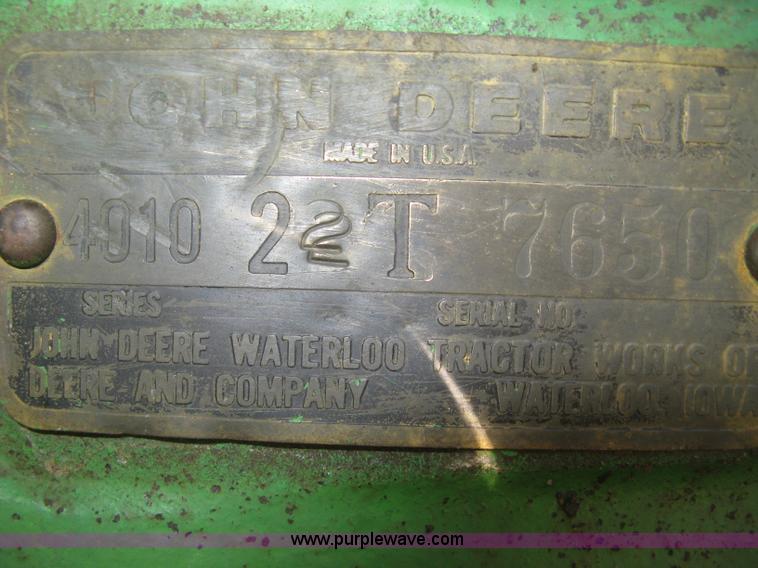 JOHN DEERE
MADE IN U.S.A.
4010 22T 7650
SERIES SERIAL NO.
JOHN DEERE WATERLOO TRACTOR WORKS OF
DEERE AND COMPANY WATERLOO, IOWA
www.purplewave.com